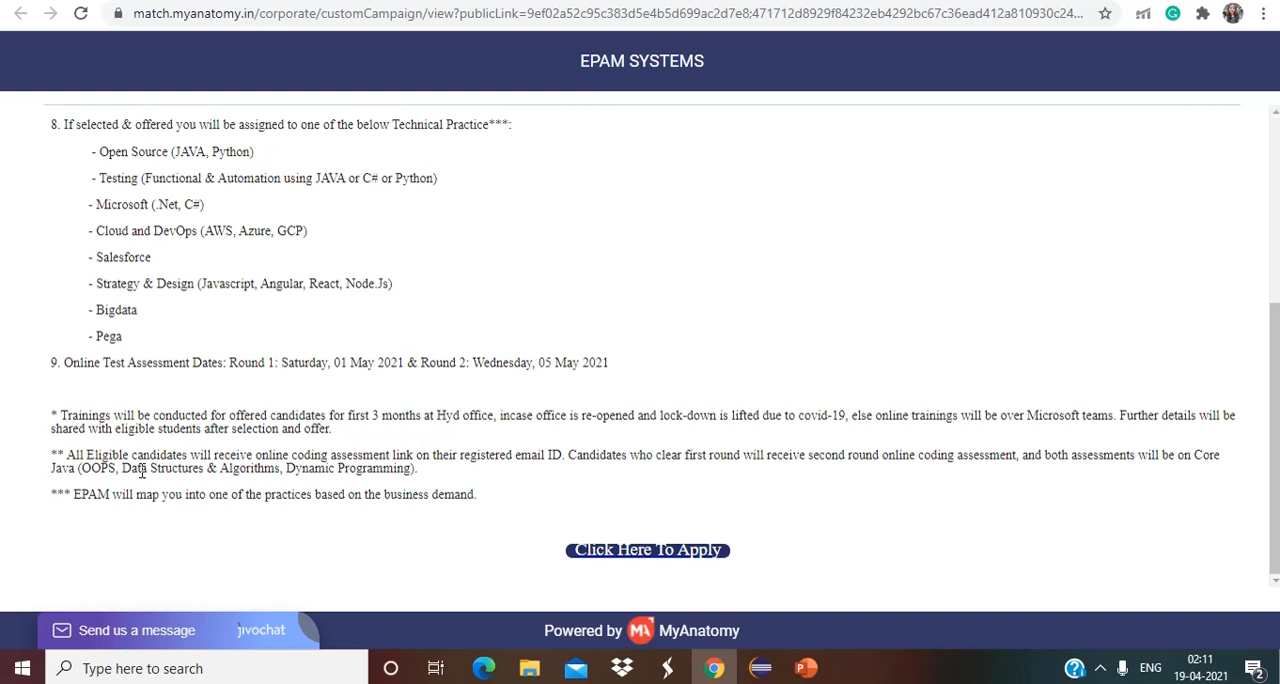 match.myanatomy.in/corporate/customCampaign/view?publicLink=9ef02a52c95c383d5e4b5d699ac2d7e8;471712d8929f84232eb4292bc67c36ead412a810930c24...
EPAM SYSTEMS
8. If selected & offered you will be assigned to one of the below Technical Practice***:
- Open Source (JAVA, Python)
- Testing (Functional & Automation using JAVA or C# or Python)
- Microsoft (.Net, C#)
- Cloud and DevOps (AWS, Azure, GCP)
- Salesforce
- Strategy & Design (Javascript, Angular, React, Node.Js)
- Bigdata
- Pega
9. Online Test Assessment Dates: Round 1: Saturday, 01 May 2021 & Round 2: Wednesday, 05 May 2021
* Trainings will be conducted for offered candidates for first 3 months at Hyd office, incase office is re-opened and lock-down is lifted due to covid-19, else online trainings will be over Microsoft teams. Further details will be
shared with eligible students after selection and offer.
** All Eligible candidates will receive online coding assessment link on their registered email ID. Candidates who clear first round will receive second round online coding assessment, and both assessments will be on Core
Java (OOPS, Data Structures & Algorithms, Dynamic Programming).
*** EPAM will map you into one of the practices based on the business demand.
Click Here To Apply
Send us a message jivochat
Powered by MyAnatomy
Type here to search
ENG
02:11
19-04-2021
2